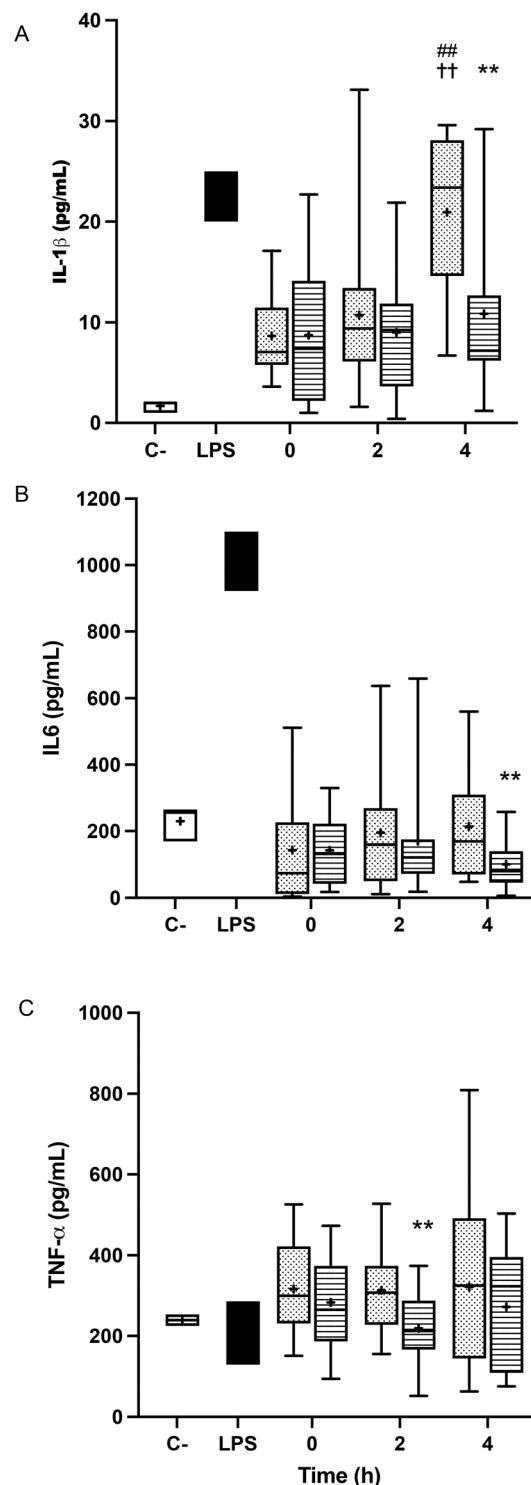 A
IL-1β (pg/mL)
40
30
20
10
0
##
†† **
C- LPS 0 2 4
B
IL6 (pg/mL)
1200
1000
800
600
400
200
0
**
C- LPS 0 2 4
C
TNF-α (pg/mL)
1000
800
600
400
200
0
**
C- LPS 0 2 4
Time (h)